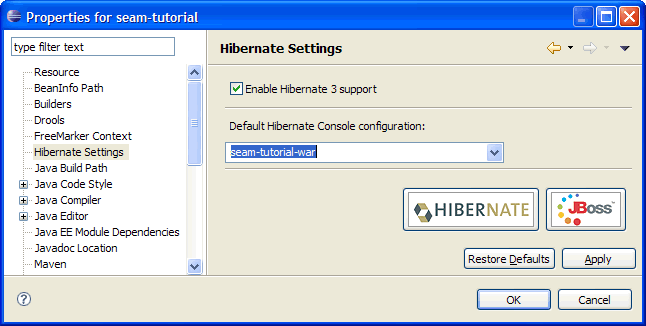 Properties for seam-tutorial
type filter text
Resource
BeanInfo Path
Builders
Drools
FreeMarker Context
Hibernate Settings
Java Build Path
Java Code Style
Java Compiler
Java Editor
Java EE Module Dependencies
Javadoc Location
Maven
Hibernate Settings
Enable Hibernate 3 support
Default Hibernate Console configuration:
seam-tutorial-war
HIBERNATE
JBoss
Restore Defaults
Apply
?
OK
Cancel